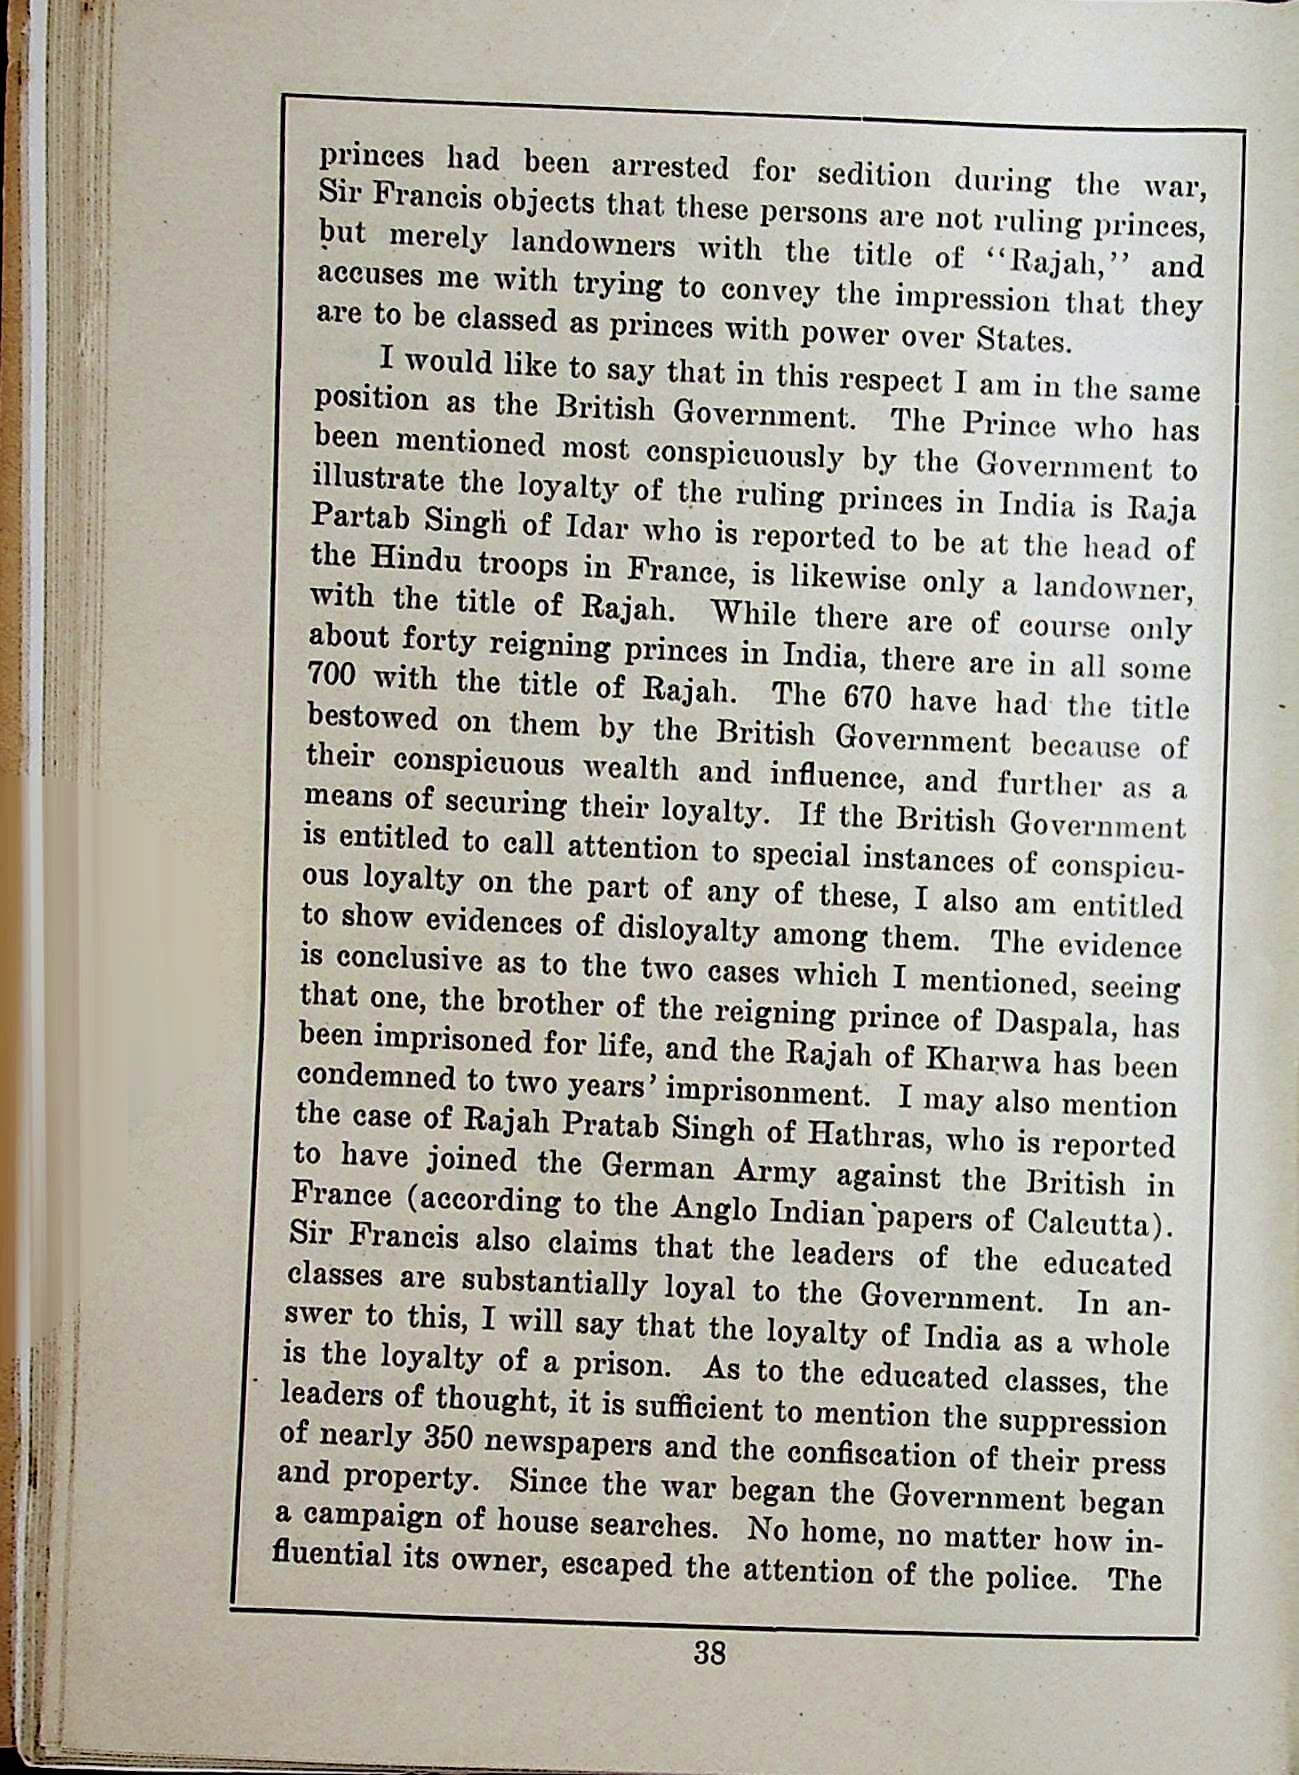 princes had been arrested for sedition during the war,
Sir Francis objects that these persons are not ruling princes,
but merely landowners with the title of “Rajah,” and
accuses me with trying to convey the impression that they
are to be classed as princes with power over States.
I would like to say that in this respect I am in the same
position as the British Government. The Prince who has
been mentioned most conspicuously by the Government to
illustrate the loyalty of the ruling princes in India is Raja
Partab Singh of Idar who is reported to be at the head of
the Hindu troops in France, is likewise only a landowner,
with the title of Rajah. While there are of course only
about forty reigning princes in India, there are in all some
700 with the title of Rajah. The 670 have had the title
bestowed on them by the British Government because of
their conspicuous wealth and influence, and further as a
means of securing their loyalty. If the British Government
is entitled to call attention to special instances of conspicu-
ous loyalty on the part of any of these, I also am entitled
to show evidences of disloyalty among them. The evidence
is conclusive as to the two cases which I mentioned, seeing
that one, the brother of the reigning prince of Daspala, has
been imprisoned for life, and the Rajah of Kharwa has been
condemned to two years’ imprisonment. I may also mention
the case of Rajah Pratab Singh of Hathras, who is reported
to have joined the German Army against the British in
France (according to the Anglo Indian papers of Calcutta).
Sir Francis also claims that the leaders of the educated
classes are substantially loyal to the Government. In an-
swer to this, I will say that the loyalty of India as a whole
is the loyalty of a prison. As to the educated classes, the
leaders of thought, it is sufficient to mention the suppression
of nearly 350 newspapers and the confiscation of their press
and property. Since the war began the Government began
a campaign of house searches. No home, no matter how in-
fluential its owner, escaped the attention of the police. The
38